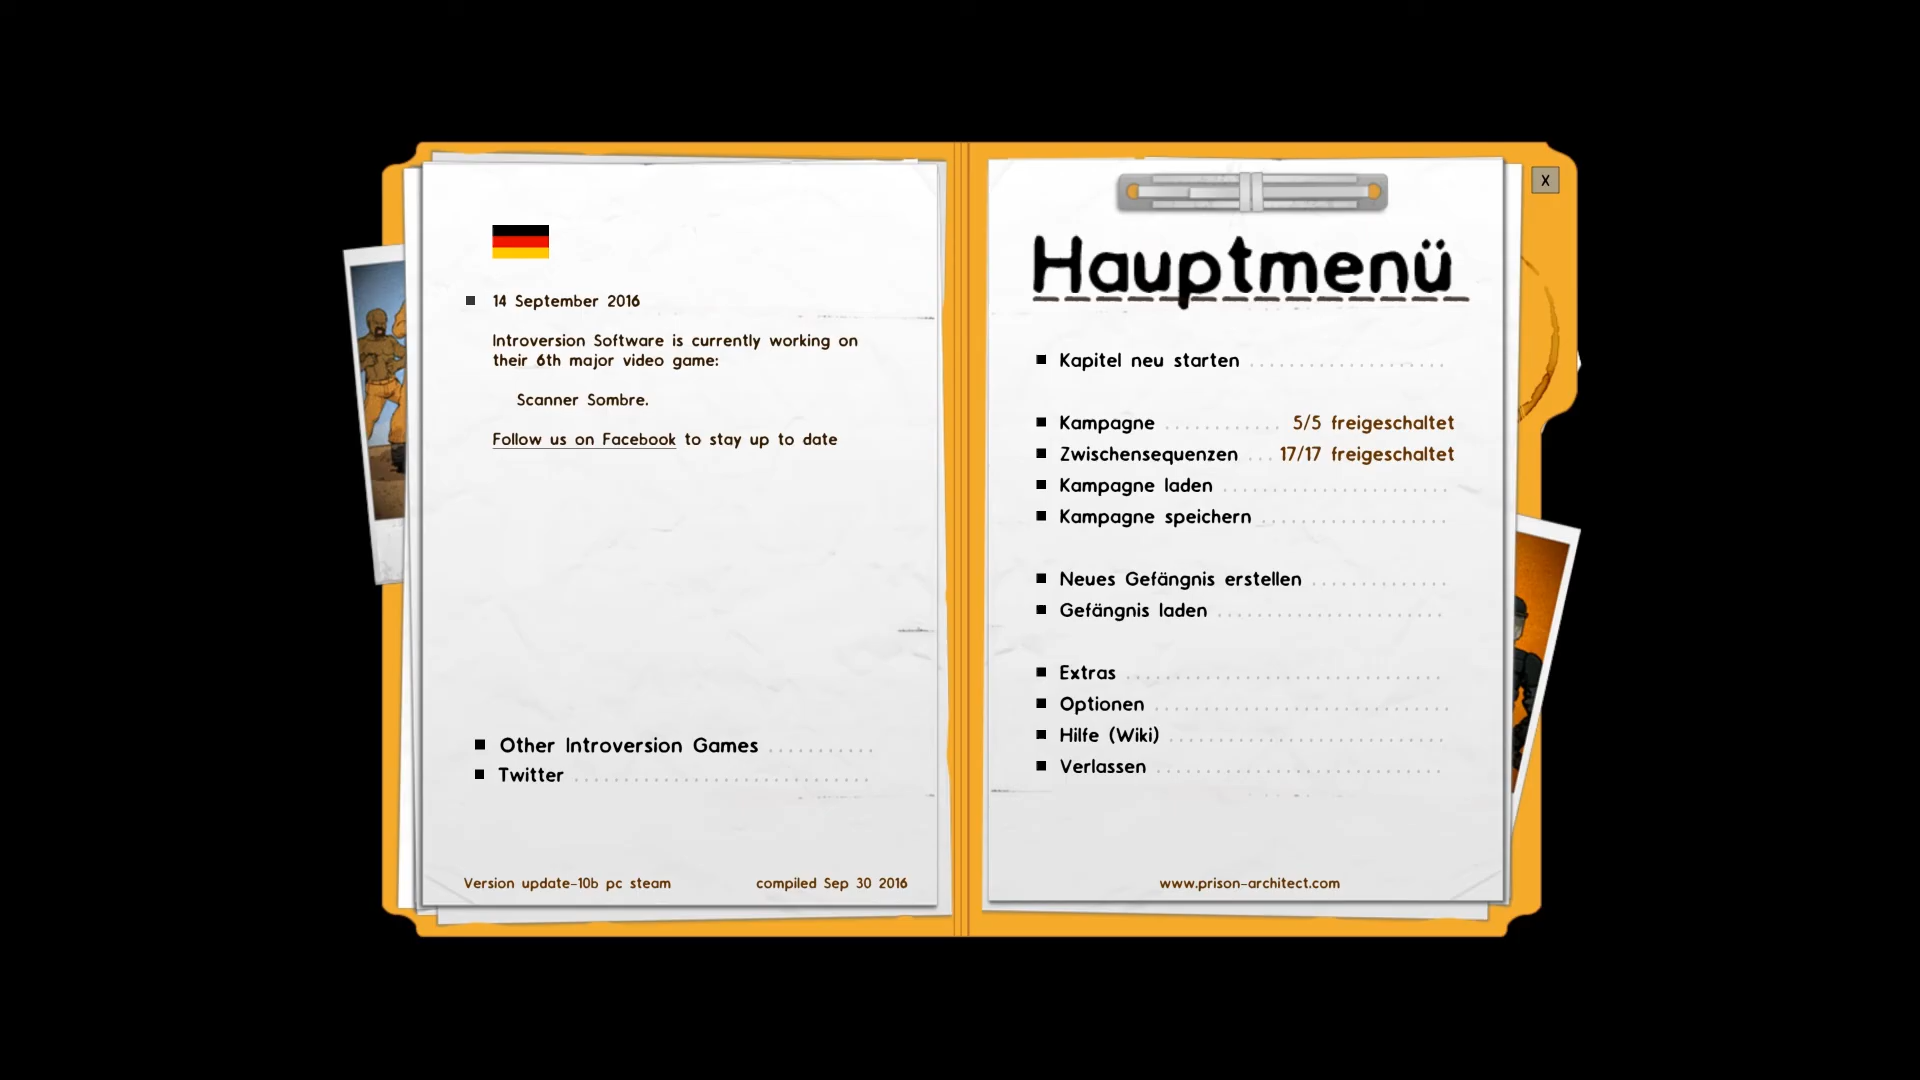 14 September 2016
Introversion Software is currently working on
their 6th major video game:
Scanner Sombre.
Follow us on Facebook to stay up to date
Other Introversion Games
Twitter
Version update-10b pc steam compiled Sep 30 2016
X
Hauptmenü
Kapitel neu starten
Kampagne 5/5 freigeschaltet
Zwischensequenzen 17/17 freigeschaltet
Kampagne laden
Kampagne speichern
Neues Gefängnis erstellen
Gefängnis laden
Extras
Optionen
Hilfe (Wiki)
Verlassen
www.prison-architect.com